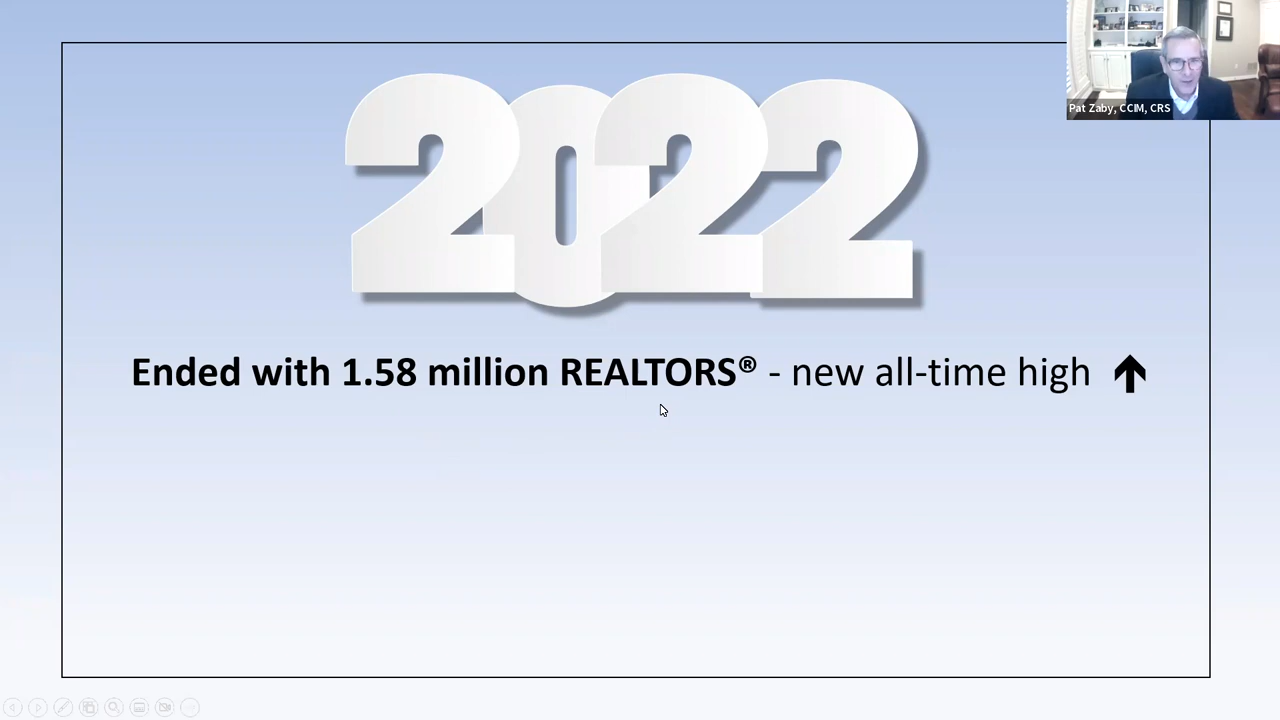 Pat Zaby, CCIM, CRS
2022
Ended with 1.58 million REALTORS® - new all-time high